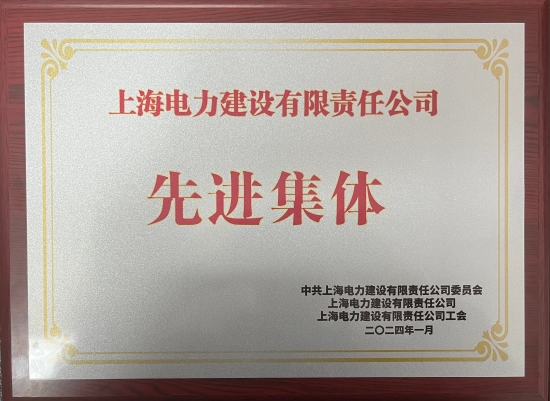 上海电力建设有限责任公司
先进集体
中共上海电力建设有限责任公司委员会
上海电力建设有限责任公司
上海电力建设有限责任公司工会
二〇二四年一月